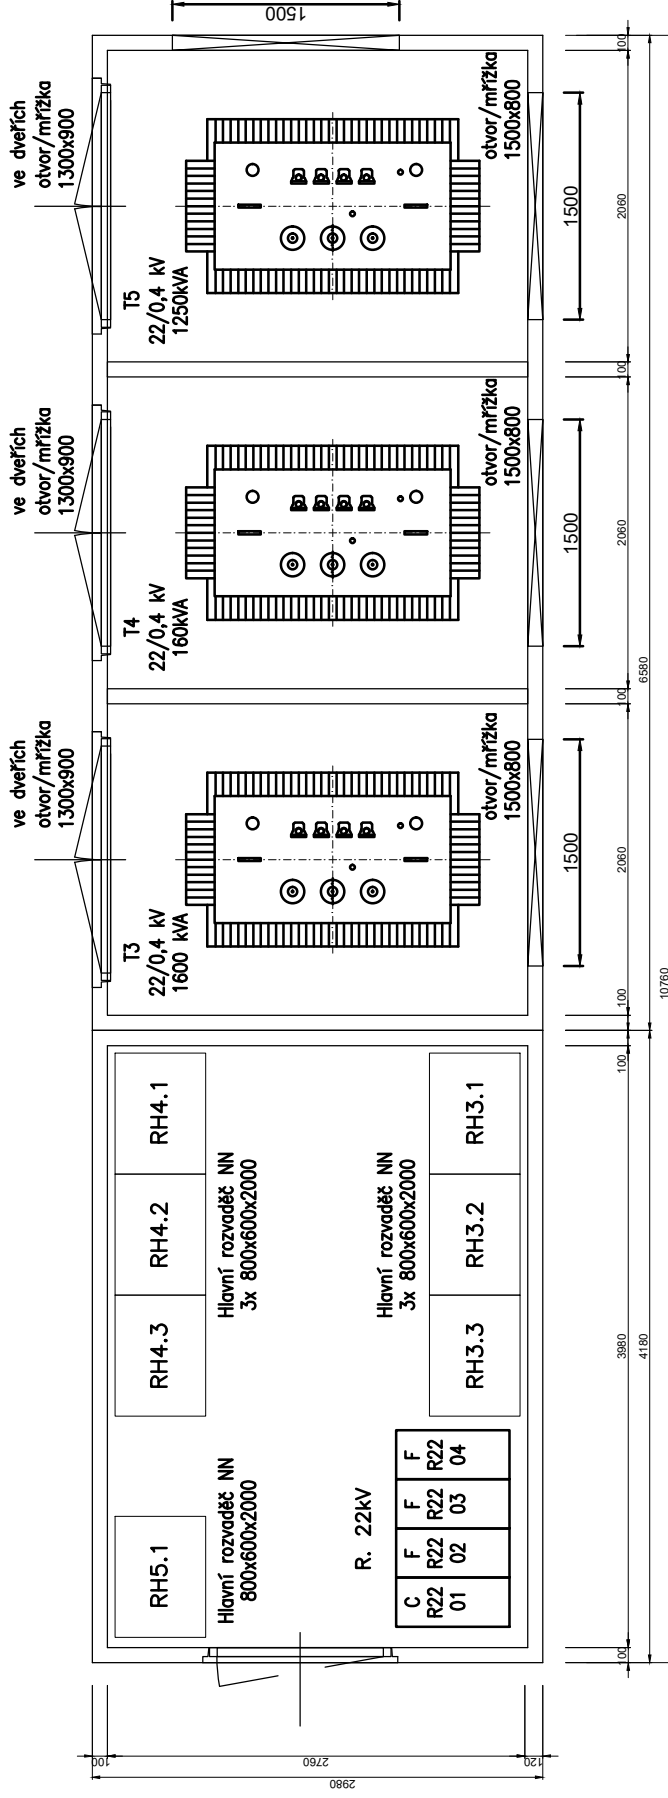 1500
ve dveřích
otvor/mřížka
1300x900
T5
22/0,4 kV
1250kVA
otvor/mřížka
1500x800
1500
100
2060
100
ve dveřích
otvor/mřížka
1300x900
T4
22/0,4 kV
160kVA
otvor/mřížka
1500x800
1500
2060
100
6580
ve dveřích
otvor/mřížka
1300x900
T3
22/0,4 kV
1600 kVA
otvor/mřížka
1500x800
1500
2060
100
10760
100
RH4.1
RH4.2
RH4.3
Hlavní rozvaděč NN
3x 800x600x2000
RH3.1
RH3.2
RH3.3
Hlavní rozvaděč NN
3x 800x600x2000
RH5.1
Hlavní rozvaděč NN
800x600x2000
R. 22kV
F
R22
04
F
R22
03
F
R22
02
C
R22
01
3980
4180
100
100
2760
120
2980